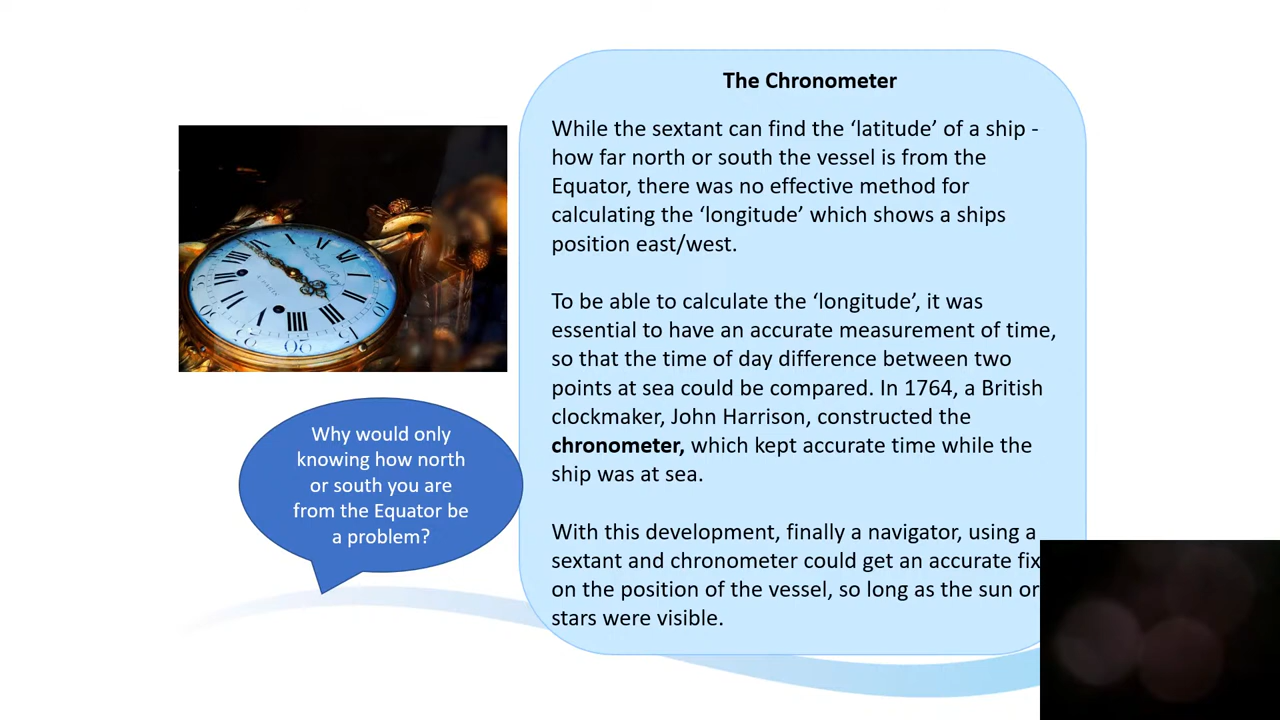 The Chronometer
While the sextant can find the ‘latitude’ of a ship -
how far north or south the vessel is from the
Equator, there was no effective method for
calculating the ‘longitude’ which shows a ships
position east/west.
To be able to calculate the ‘longitude’, it was
essential to have an accurate measurement of time,
so that the time of day difference between two
points at sea could be compared. In 1764, a British
clockmaker, John Harrison, constructed the
chronometer, which kept accurate time while the
ship was at sea.
With this development, finally a navigator, using a
sextant and chronometer could get an accurate fix
on the position of the vessel, so long as the sun or
stars were visible.
Why would only
knowing how north
or south you are
from the Equator be
a problem?